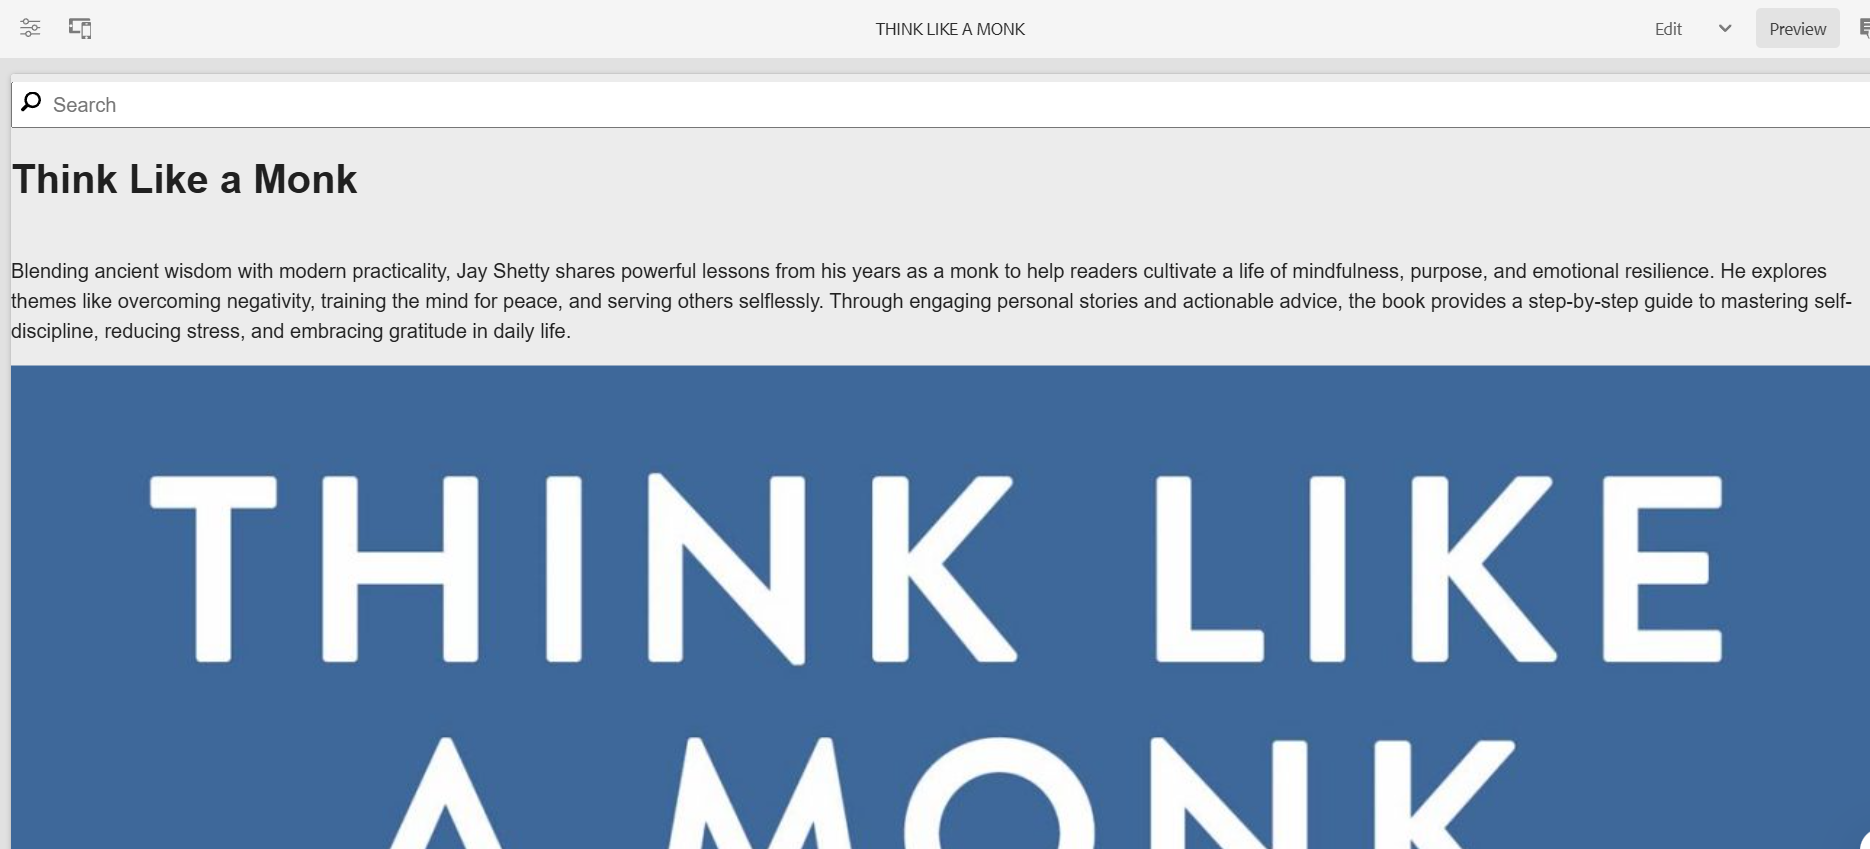 THINK LIKE A MONK
Edit
Preview
Search
Think Like a Monk
Blending ancient wisdom with modern practicality, Jay Shetty shares powerful lessons from his years as a monk to help readers cultivate a life of mindfulness, purpose, and emotional resilience. He explores
themes like overcoming negativity, training the mind for peace, and serving others selflessly. Through engaging personal stories and actionable advice, the book provides a step-by-step guide to mastering self-
discipline, reducing stress, and embracing gratitude in daily life.
THINK LIKE
A MONK